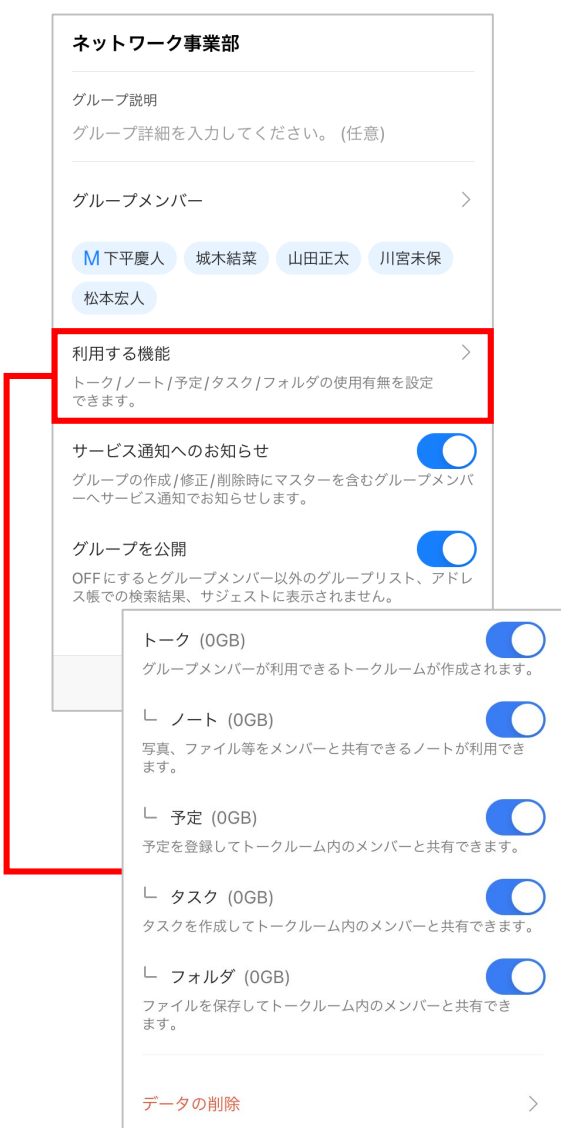 ネットワーク事業部
グループ説明
グループ詳細を入力してください。 (任意)
グループメンバー
M 下平慶人 城木結菜 山田正太 川宮未保
松本宏人
利用する機能
トーク/ノート/予定/タスク/フォルダの使用有無を設定
できます。
サービス通知へのお知らせ
グループの作成/修正/削除時にマスターを含むグループメンバ
ーへサービス通知でお知らせします。
グループを公開
OFFにするとグループメンバー以外のグループリスト、アドレ
ス帳での検索結果、サジェストに表示されません。
トーク (0GB)
グループメンバーが利用できるトークルームが作成されます。
└ ノート (0GB)
写真、ファイル等をメンバーと共有できるノートが利用でき
ます。
└ 予定 (0GB)
予定を登録してトークルーム内のメンバーと共有できます。
└ タスク (0GB)
タスクを作成してトークルーム内のメンバーと共有できます。
└ フォルダ (0GB)
ファイルを保存してトークルーム内のメンバーと共有でき
ます。
データの削除